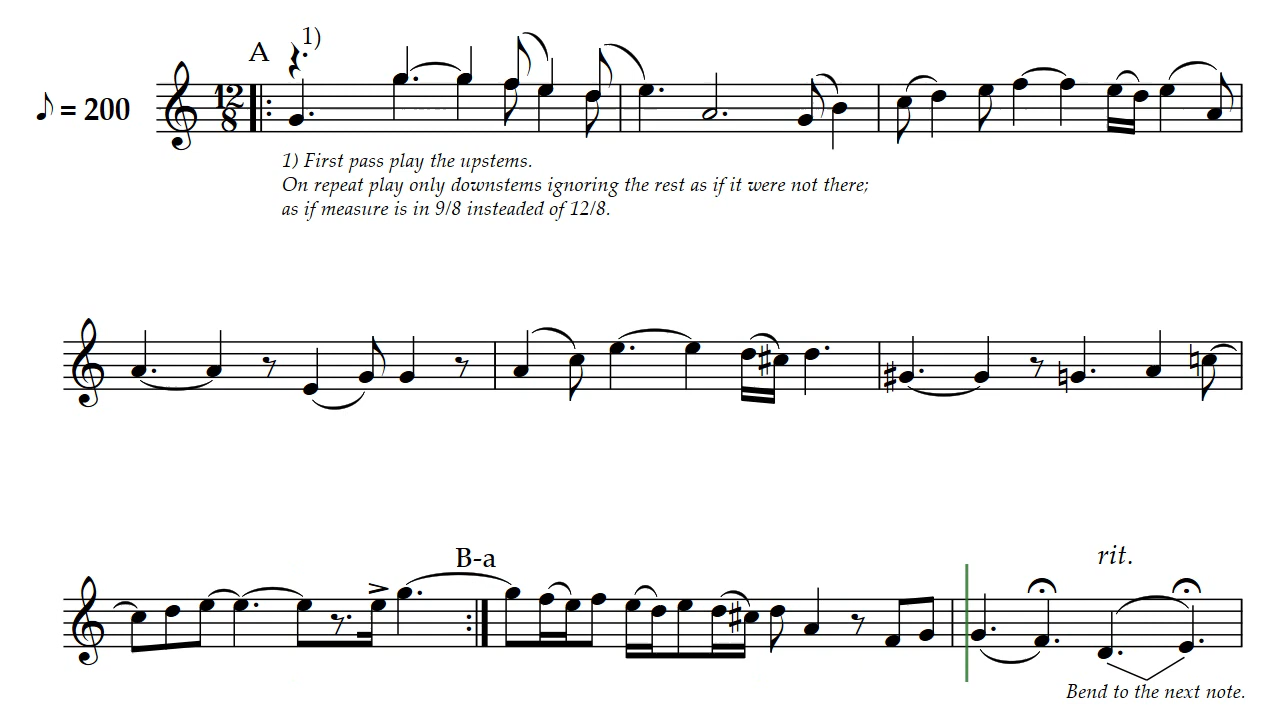 A
1)
= 200
12
8
1) First pass play the upstems.
On repeat play only downstems ignoring the rest as if it were not there;
as if measure is in 9/8 insteaded of 12/8.
B-a
rit.
Bend to the next note.